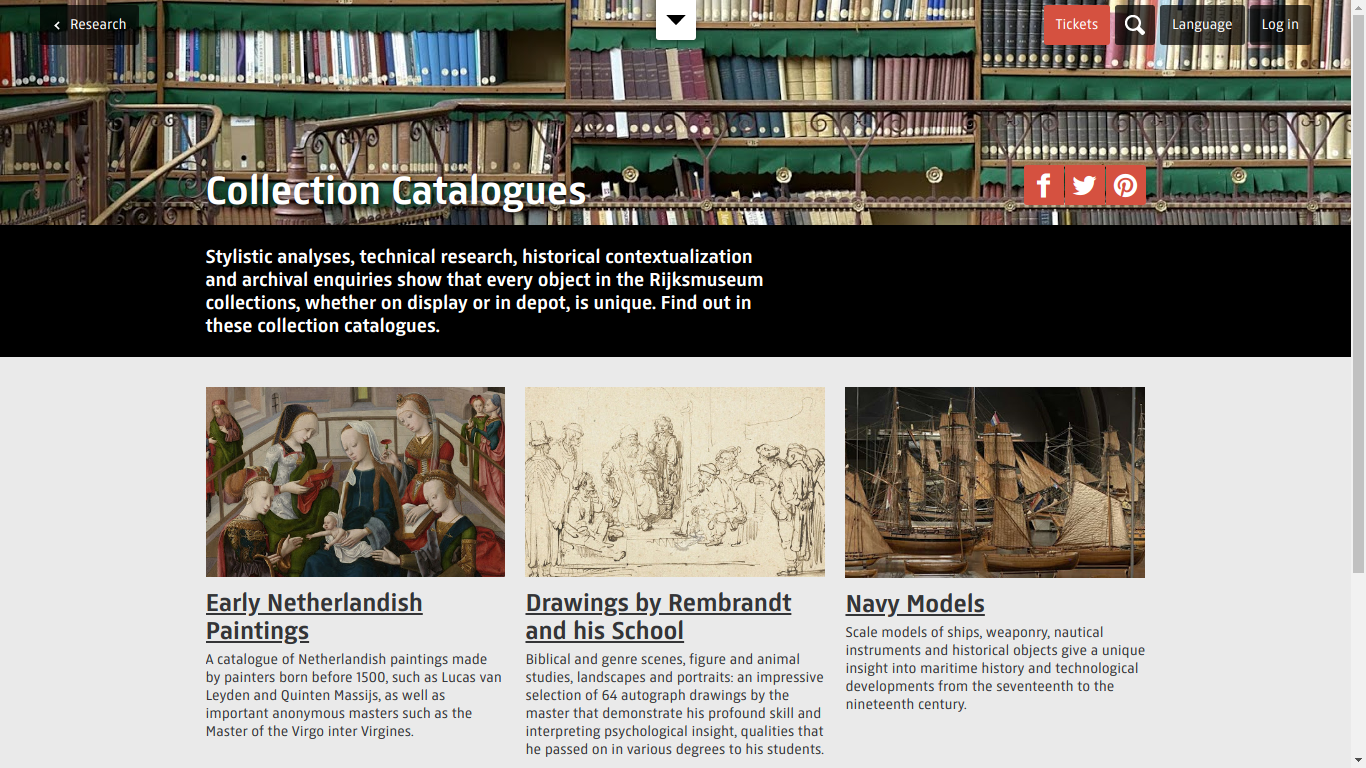 Research
Tickets
Language
Log in
Collection Catalogues
Stylistic analyses, technical research, historical contextualization
and archival enquiries show that every object in the Rijksmuseum
collections, whether on display or in depot, is unique. Find out in
these collection catalogues.
Early Netherlandish
Paintings
A catalogue of Netherlandish paintings made
by painters born before 1500, such as Lucas van
Leyden and Quinten Massijs, as well as
important anonymous masters such as the
Master of the Virgo inter Virgines.
Drawings by Rembrandt
and his School
Biblical and genre scenes, figure and animal
studies, landscapes and portraits: an impressive
selection of 64 autograph drawings by the
master that demonstrate his profound skill and
interpreting psychological insight, qualities that
he passed on in various degrees to his students.
Navy Models
Scale models of ships, weaponry, nautical
instruments and historical objects give a unique
insight into maritime history and technological
developments from the seventeenth to the
nineteenth century.